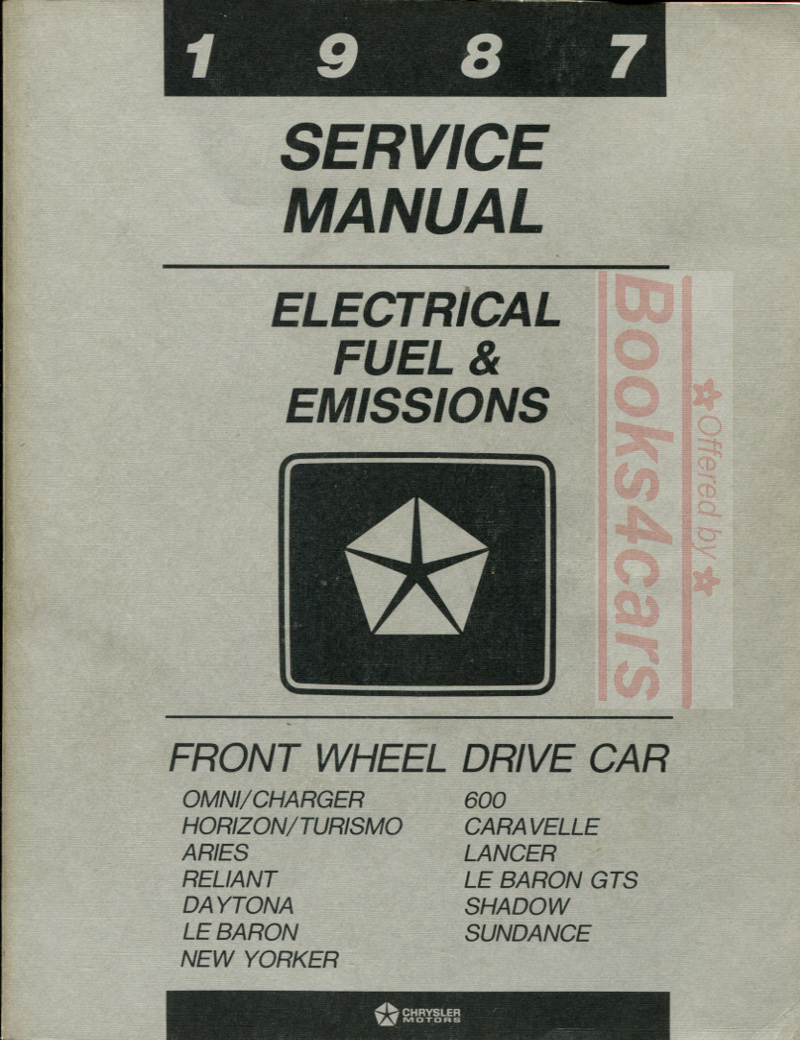 1 9 8 7
SERVICE
MANUAL
ELECTRICAL
FUEL &
EMISSIONS
Offered by
Books4cars
FRONT WHEEL DRIVE CAR
OMNI/CHARGER
HORIZON/TURISMO
ARIES
RELIANT
DAYTONA
LE BARON
NEW YORKER
600
CARAVELLE
LANCER
LE BARON GTS
SHADOW
SUNDANCE
CHRYSLER
MOTORS